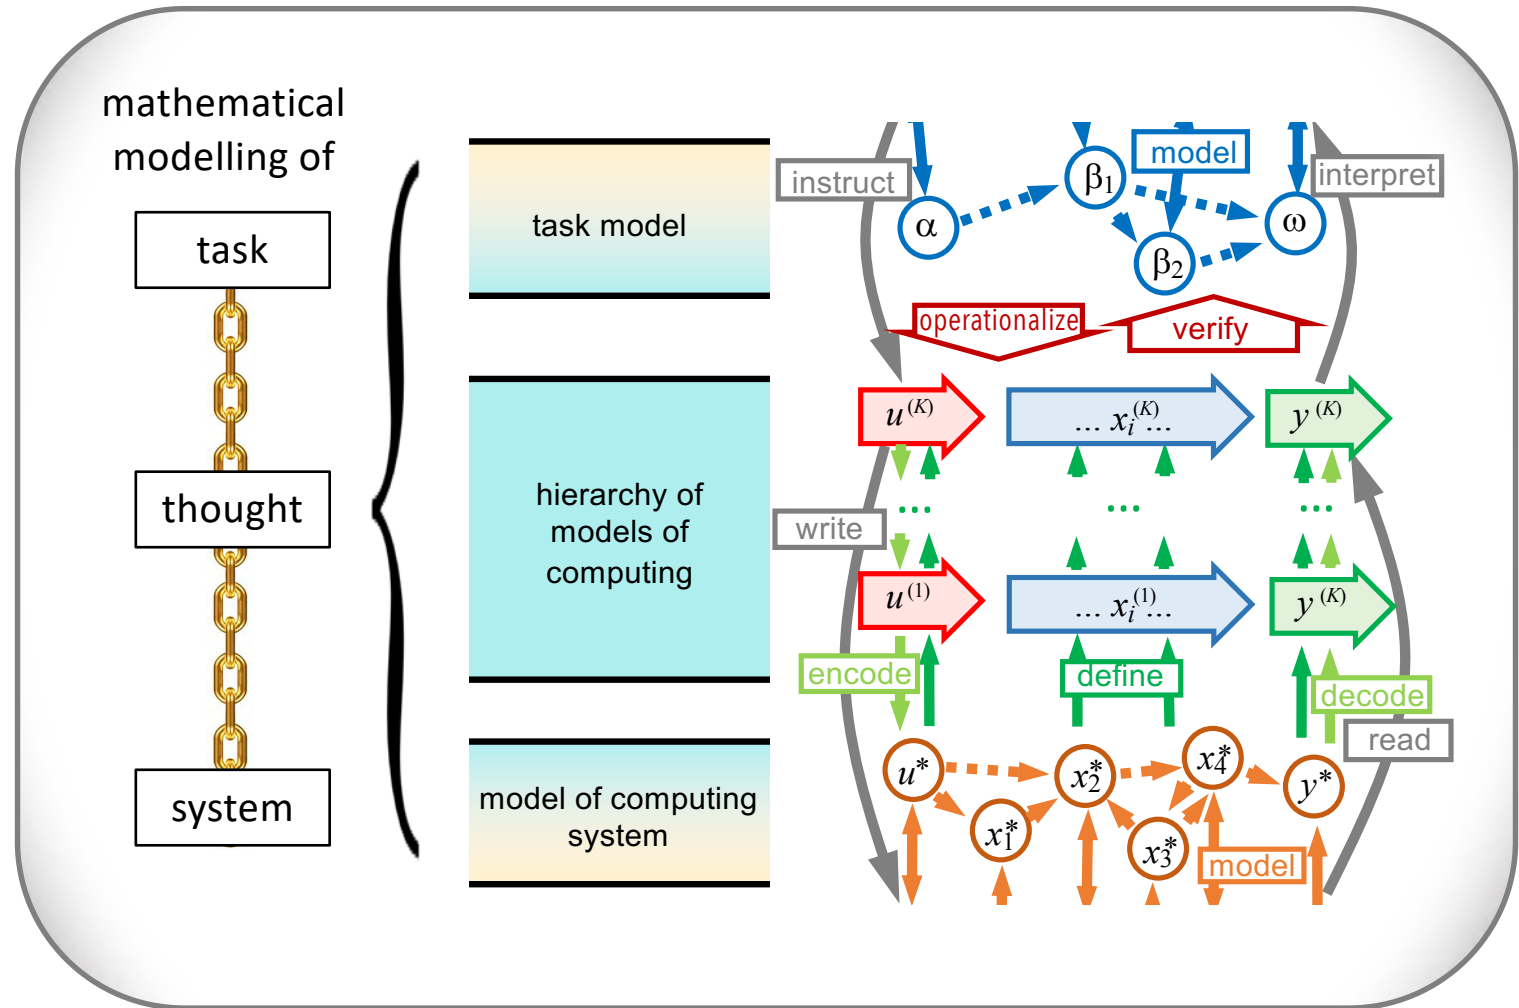 mathematical
modelling of
task
thought
system
task model
hierarchy of
models of
computing
model of computing
system
instruct
model
interpret
α
β₁
β₂
ω
operationalize
verify
u⁽ᴷ⁾
... xᵢ⁽ᴷ⁾...
y⁽ᴷ⁾
...
...
...
write
u⁽¹⁾
... xᵢ⁽¹⁾...
y⁽ᴷ⁾
encode
define
decode
read
u*
x₁*
x₂*
x₃*
x₄*
y*
model